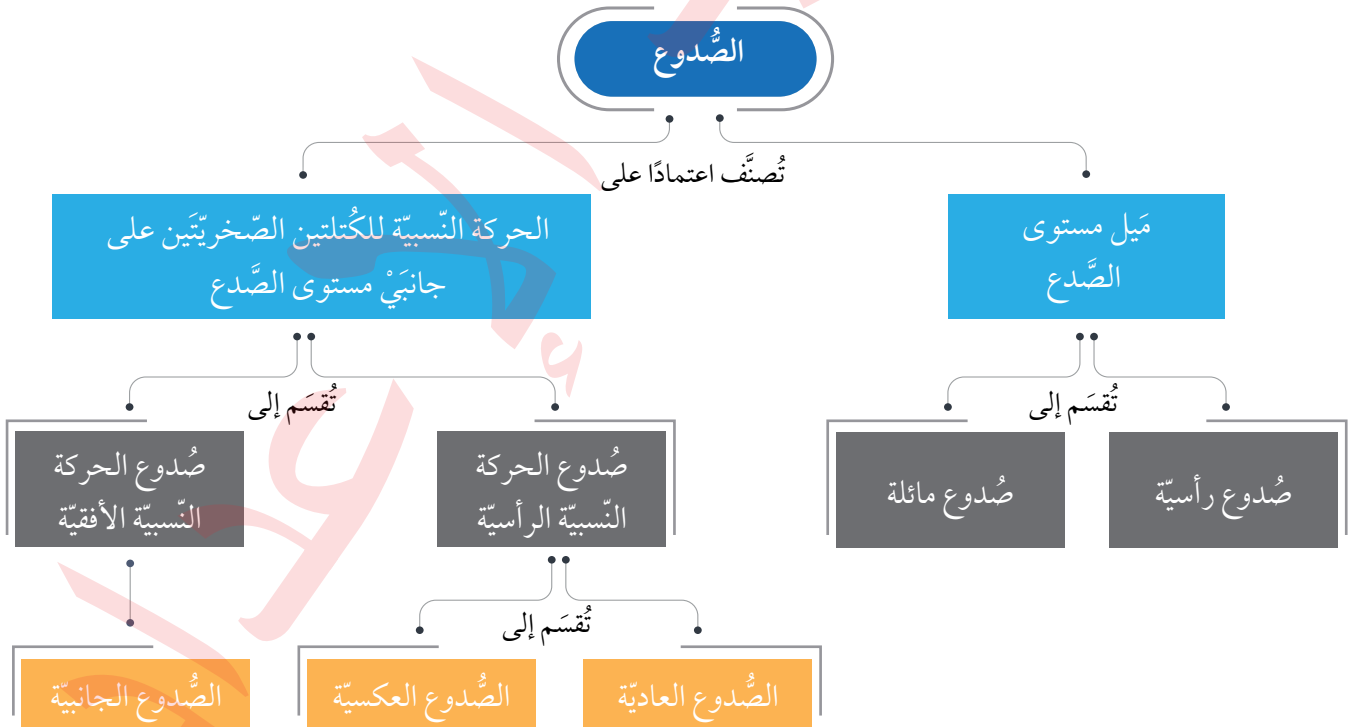 الصُّدوع
تُصنَّف اعتمادًا على
مَيل مستوى
الصَّدع
الحركة النّسبيّة للكُتلتين الصّخريّتَين على
جانبَيْ مستوى الصَّدع
تُقسَم إلى
تُقسَم إلى
صُدوع رأسيّة
صُدوع مائلة
صُدوع الحركة
النّسبيّة الرأسيّة
صُدوع الحركة
النّسبيّة الأفقيّة
تُقسَم إلى
الصُّدوع العاديّة
الصُّدوع العكسيّة
الصُّدوع الجانبيّة